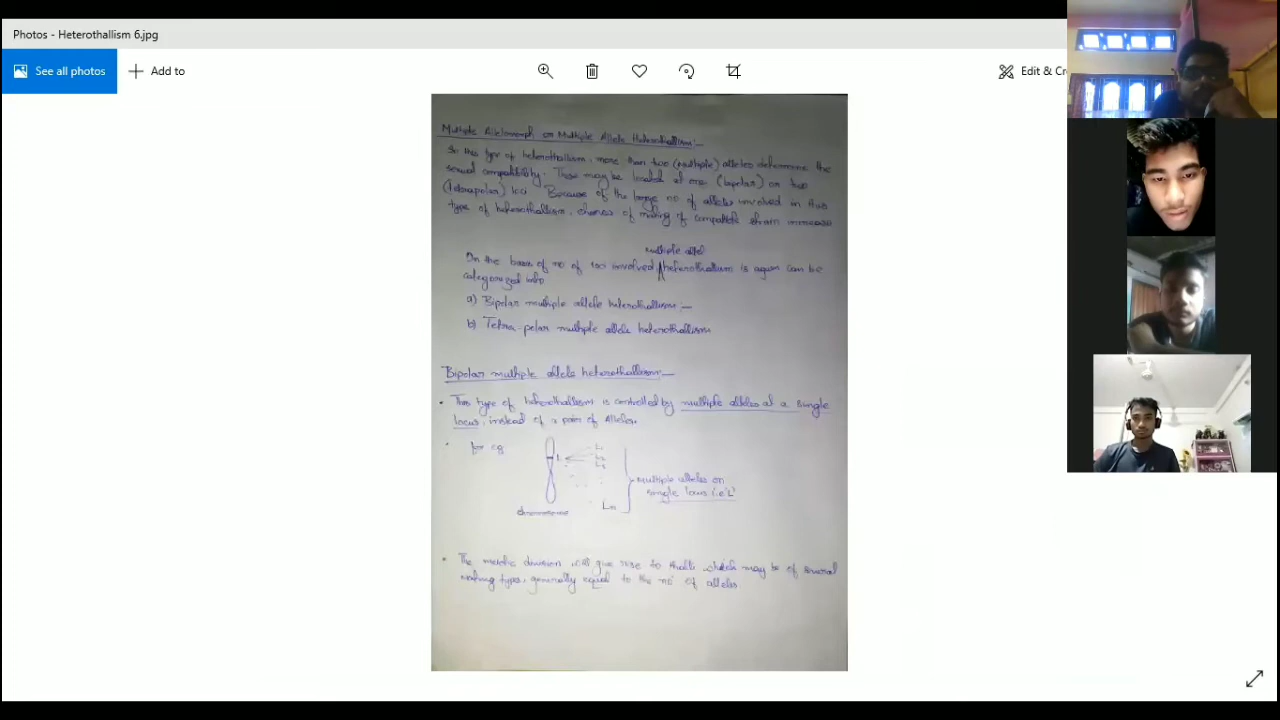 Photos - Heterothallism 6.jpg
See all photos
Add to
Edit & Cr
Multiple Allelomorph or Multiple Allele Heterothallism:—
In this type of heterothallism, more than two (multiple) alleles determine the
sexual compatibility. These may be located at one (bipolar) or two
(tetrapolar) loci. Because of the large no of alleles involved in this
type of heterothallism, chances of mating of compatible strain increases
multiple allel
On the basis of no of loci involved, heterothallism is again can be
categorized into
a) Bipolar multiple allele heterothallism:—
b) Tetra-polar multiple allele heterothallism
Bipolar multiple allele heterothallism:—
• This type of heterothallism is controlled by multiple alleles at a single
locus, instead of a pair of Alleles.
• for eg
L L₁
L₂
L₃
Multiple alleles on
single locus i.e 'L'
Ln
chromosome
• The meiotic division will give rise to thalli which may be of several
mating type, generally equal to the no of alleles.